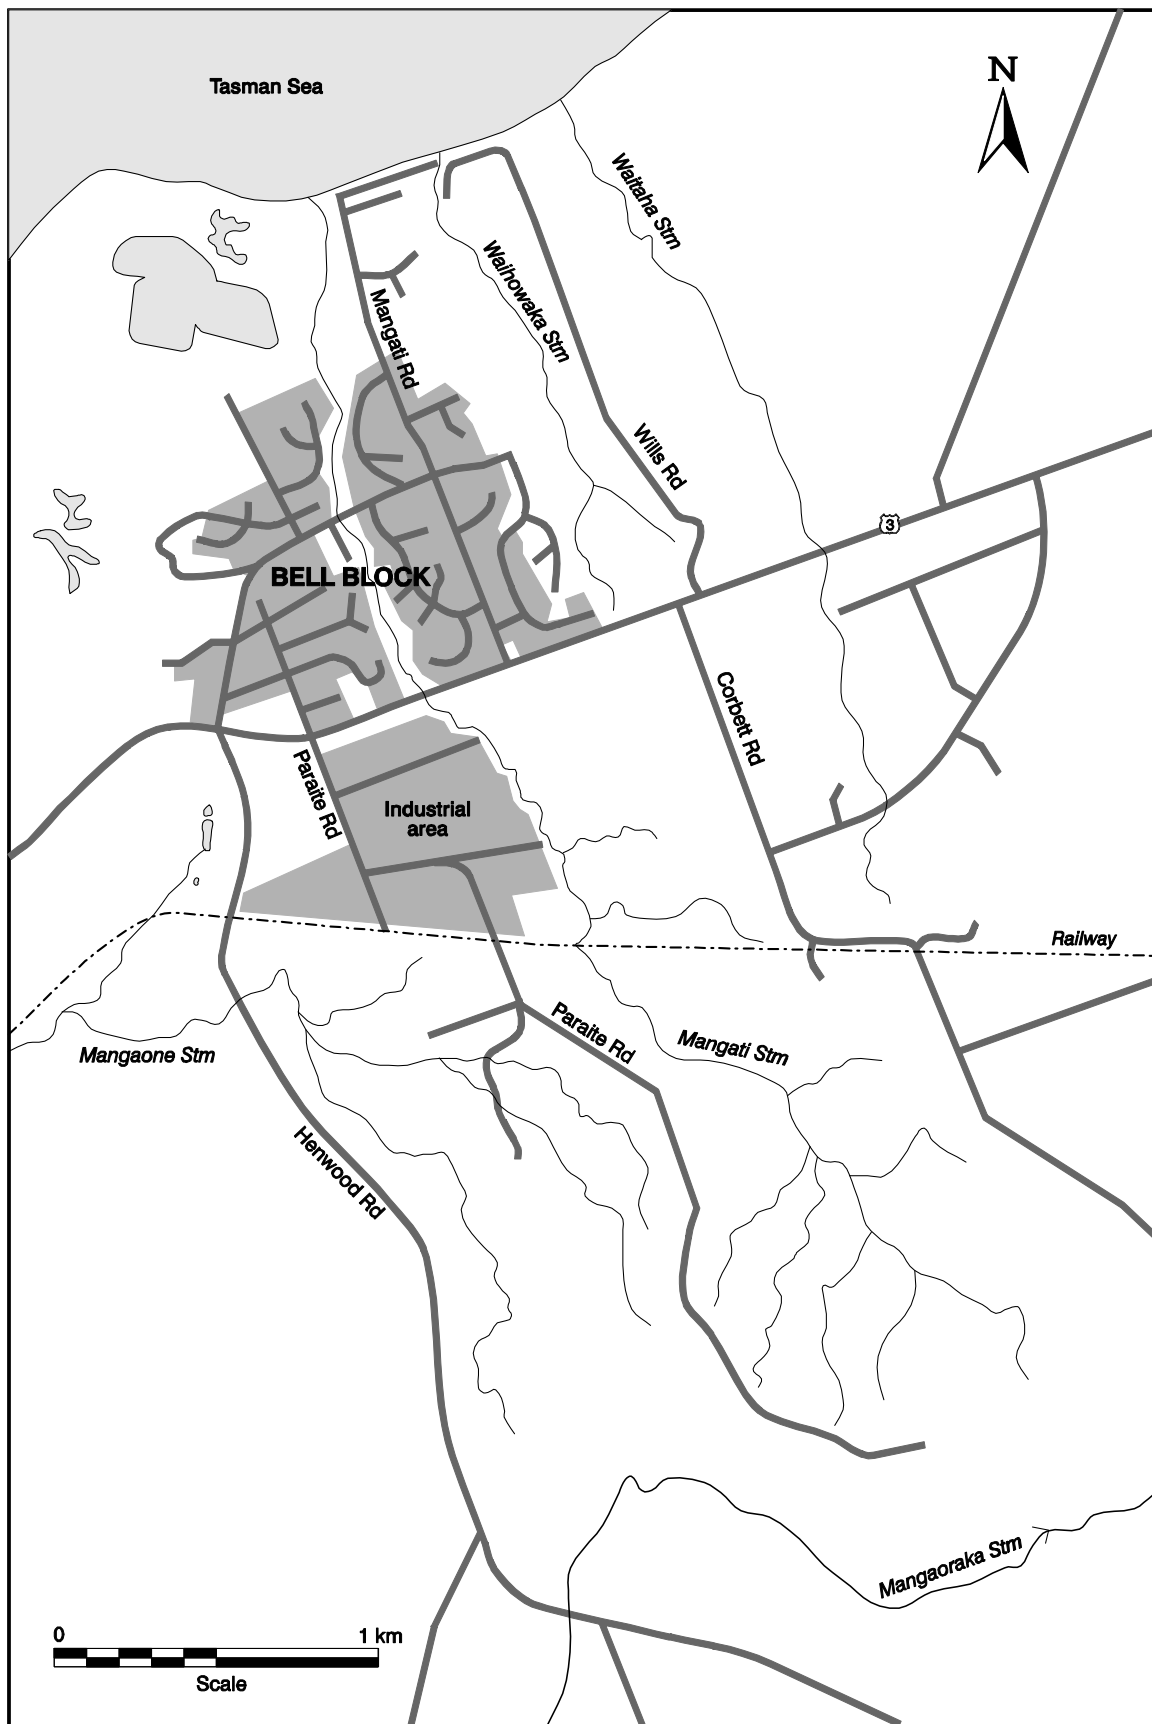 Tasman Sea
N
Waitaha Stm
Waihowaka Stm
Mangati Rd
Wills Rd
3
BELL BLOCK
Corbett Rd
Paraite Rd
Industrial
area
Railway
Paraite Rd
Mangati Stm
Mangaone Stm
Henwood Rd
Mangaoraka Stm
0 1 km
Scale